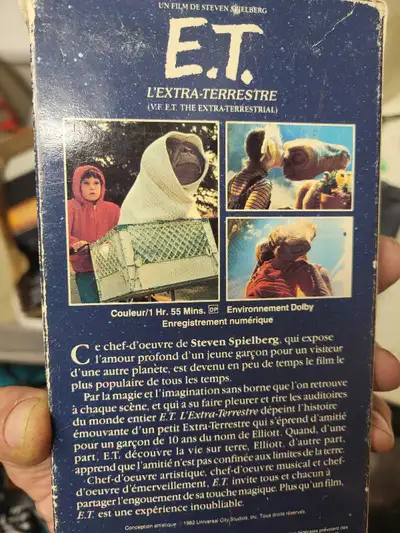 UN FILM DE STEVEN SPIELBERG
E.T.
L'EXTRA-TERRESTRE
(V.F. E.T. THE EXTRA-TERRESTRIAL)
Couleur/1 Hr. 55 Mins. CP Environnement Dolby
Enregistrement numérique
Ce chef-d'oeuvre de Steven Spielberg, qui expose
l'amour profond d'un jeune garçon pour un visiteur
d'une autre planète, est devenu en peu de temps le film le
plus populaire de tous les temps.
Par la magie et l'imagination sans borne que l'on retrouve
à chaque scène, et qui a su faire pleurer et rire les auditoires
du monde entier E.T. L'Extra-Terrestre dépeint l'histoire
émouvante d'un petit Extra-Terrestre qui s'éprend d'amitié
pour un garçon de 10 ans du nom de Elliott. Quand, d'une
part, E.T. découvre la vie sur terre, Elliott, d'autre part,
apprend que l'amitié n'est pas confinée aux limites de la terre.
Chef-d'oeuvre artistique, chef-d'oeuvre musical et chef-
d'oeuvre d'émerveillement, E.T. invite tous et chacun à
partager l'engouement de sa touche magique. Plus qu'un film,
E.T. est une expérience inoubliable.
Conception artistique © 1982 Universal City Studios, Inc. Tous droits réservés.